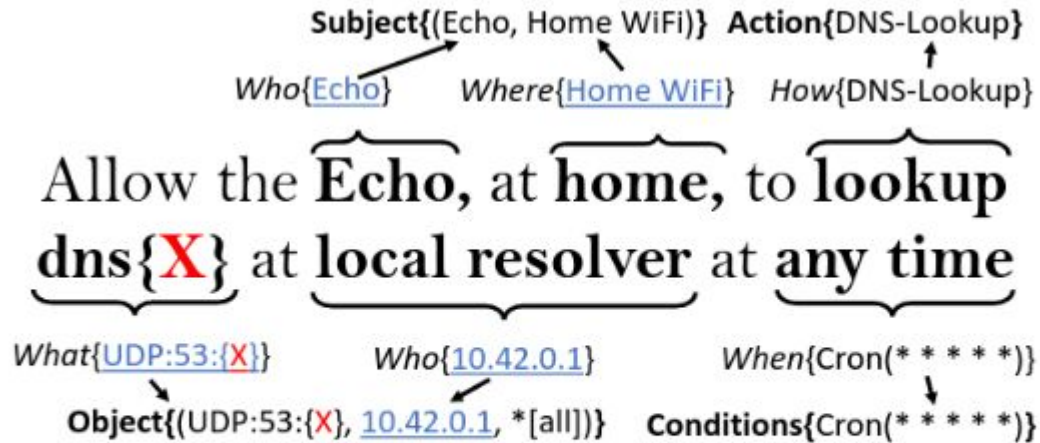 Subject{(Echo, Home WiFi)} Action{DNS-Lookup}
Who{Echo} Where{Home WiFi} How{DNS-Lookup}
Allow the Echo, at home, to lookup
dns{X} at local resolver at any time
What{UDP:53:{X}} Who{10.42.0.1} When{Cron(* * * * *)}
Object{(UDP:53:{X}, 10.42.0.1, *[all])} Conditions{Cron(* * * * *)}